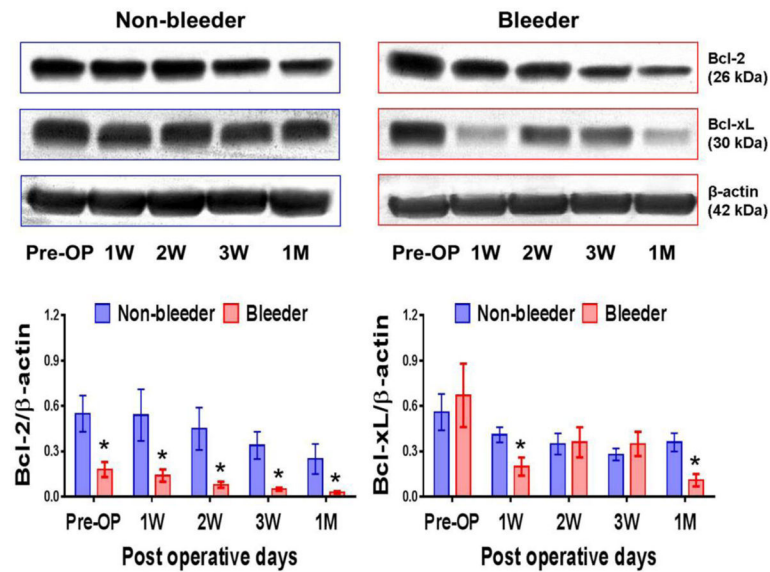 Non-bleeder
Bleeder
Bcl-2
(26 kDa)
Bcl-xL
(30 kDa)
β-actin
(42 kDa)
Pre-OP 1W 2W 3W 1M
Pre-OP 1W 2W 3W 1M
Bcl-2/β-actin
1.2
0.9
0.6
0.3
0.0
Non-bleeder Bleeder
* * * * *
Pre-OP 1W 2W 3W 1M
Post operative days
Bcl-xL/β-actin
1.2
0.9
0.6
0.3
0.0
Non-bleeder Bleeder
* *
Pre-OP 1W 2W 3W 1M
Post operative days